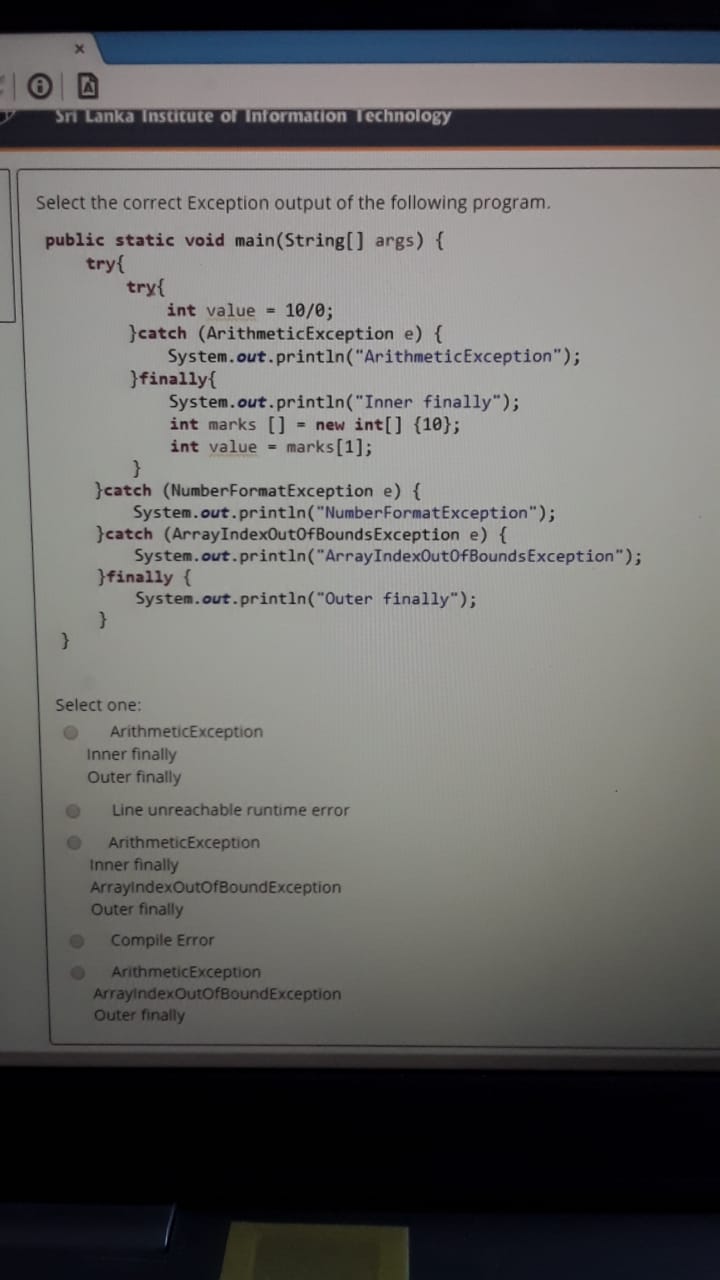 Sri Lanka Institute of Information Technology
Select the correct Exception output of the following program.
public static void main(String[] args) {
try{
try{
int value = 10/0;
}catch (ArithmeticException e) {
System.out.println("ArithmeticException");
}finally{
System.out.println("Inner finally");
int marks [] = new int[] {10};
int value = marks[1];
}
}catch (NumberFormatException e) {
System.out.println("NumberFormatException");
}catch (ArrayIndexOutOfBoundsException e) {
System.out.println("ArrayIndexOutOfBoundsException");
}finally {
System.out.println("Outer finally");
}
}
Select one:
ArithmeticException
Inner finally
Outer finally
Line unreachable runtime error
ArithmeticException
Inner finally
ArrayIndexOutOfBoundException
Outer finally
Compile Error
ArithmeticException
ArrayIndexOutOfBoundException
Outer finally